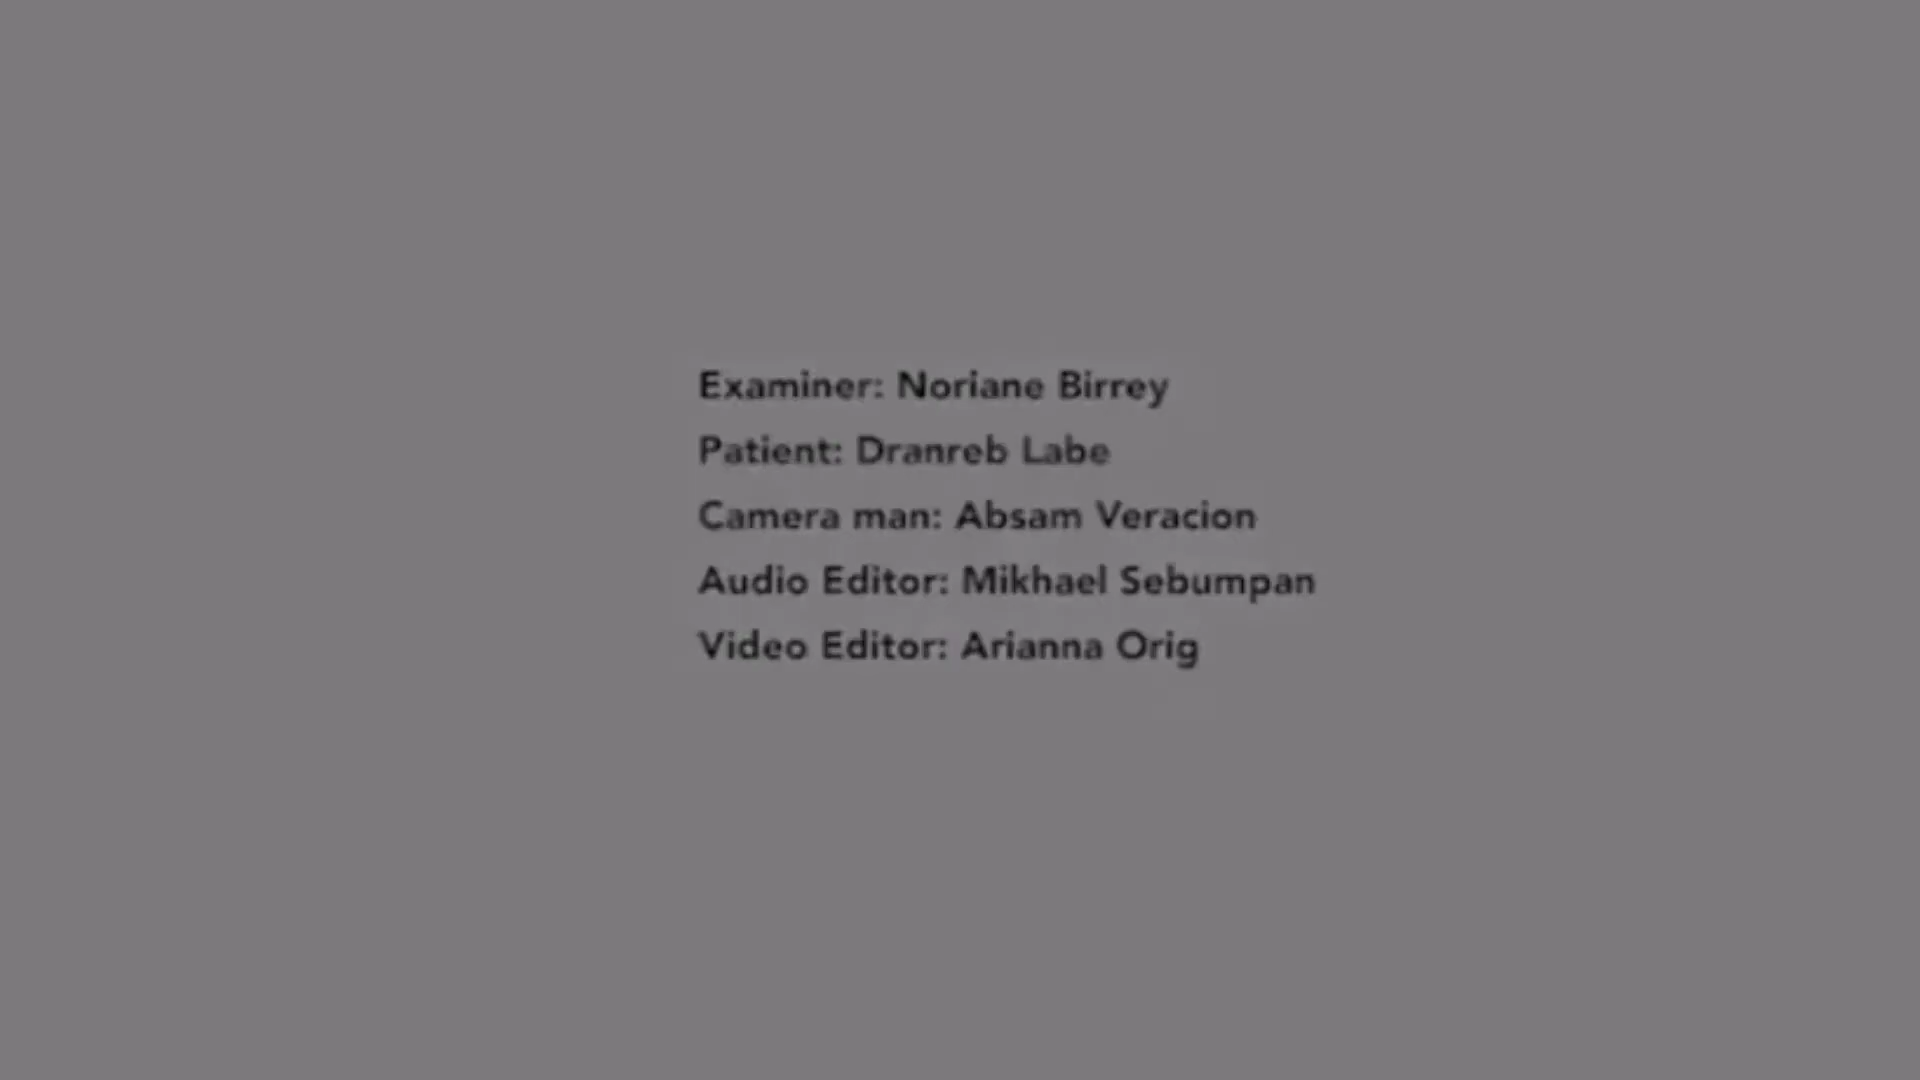 Examiner: Noriane Birrey
Patient: Dranreb Labe
Camera man: Absam Veracion
Audio Editor: Mikhael Sebumpan
Video Editor: Arianna Orig